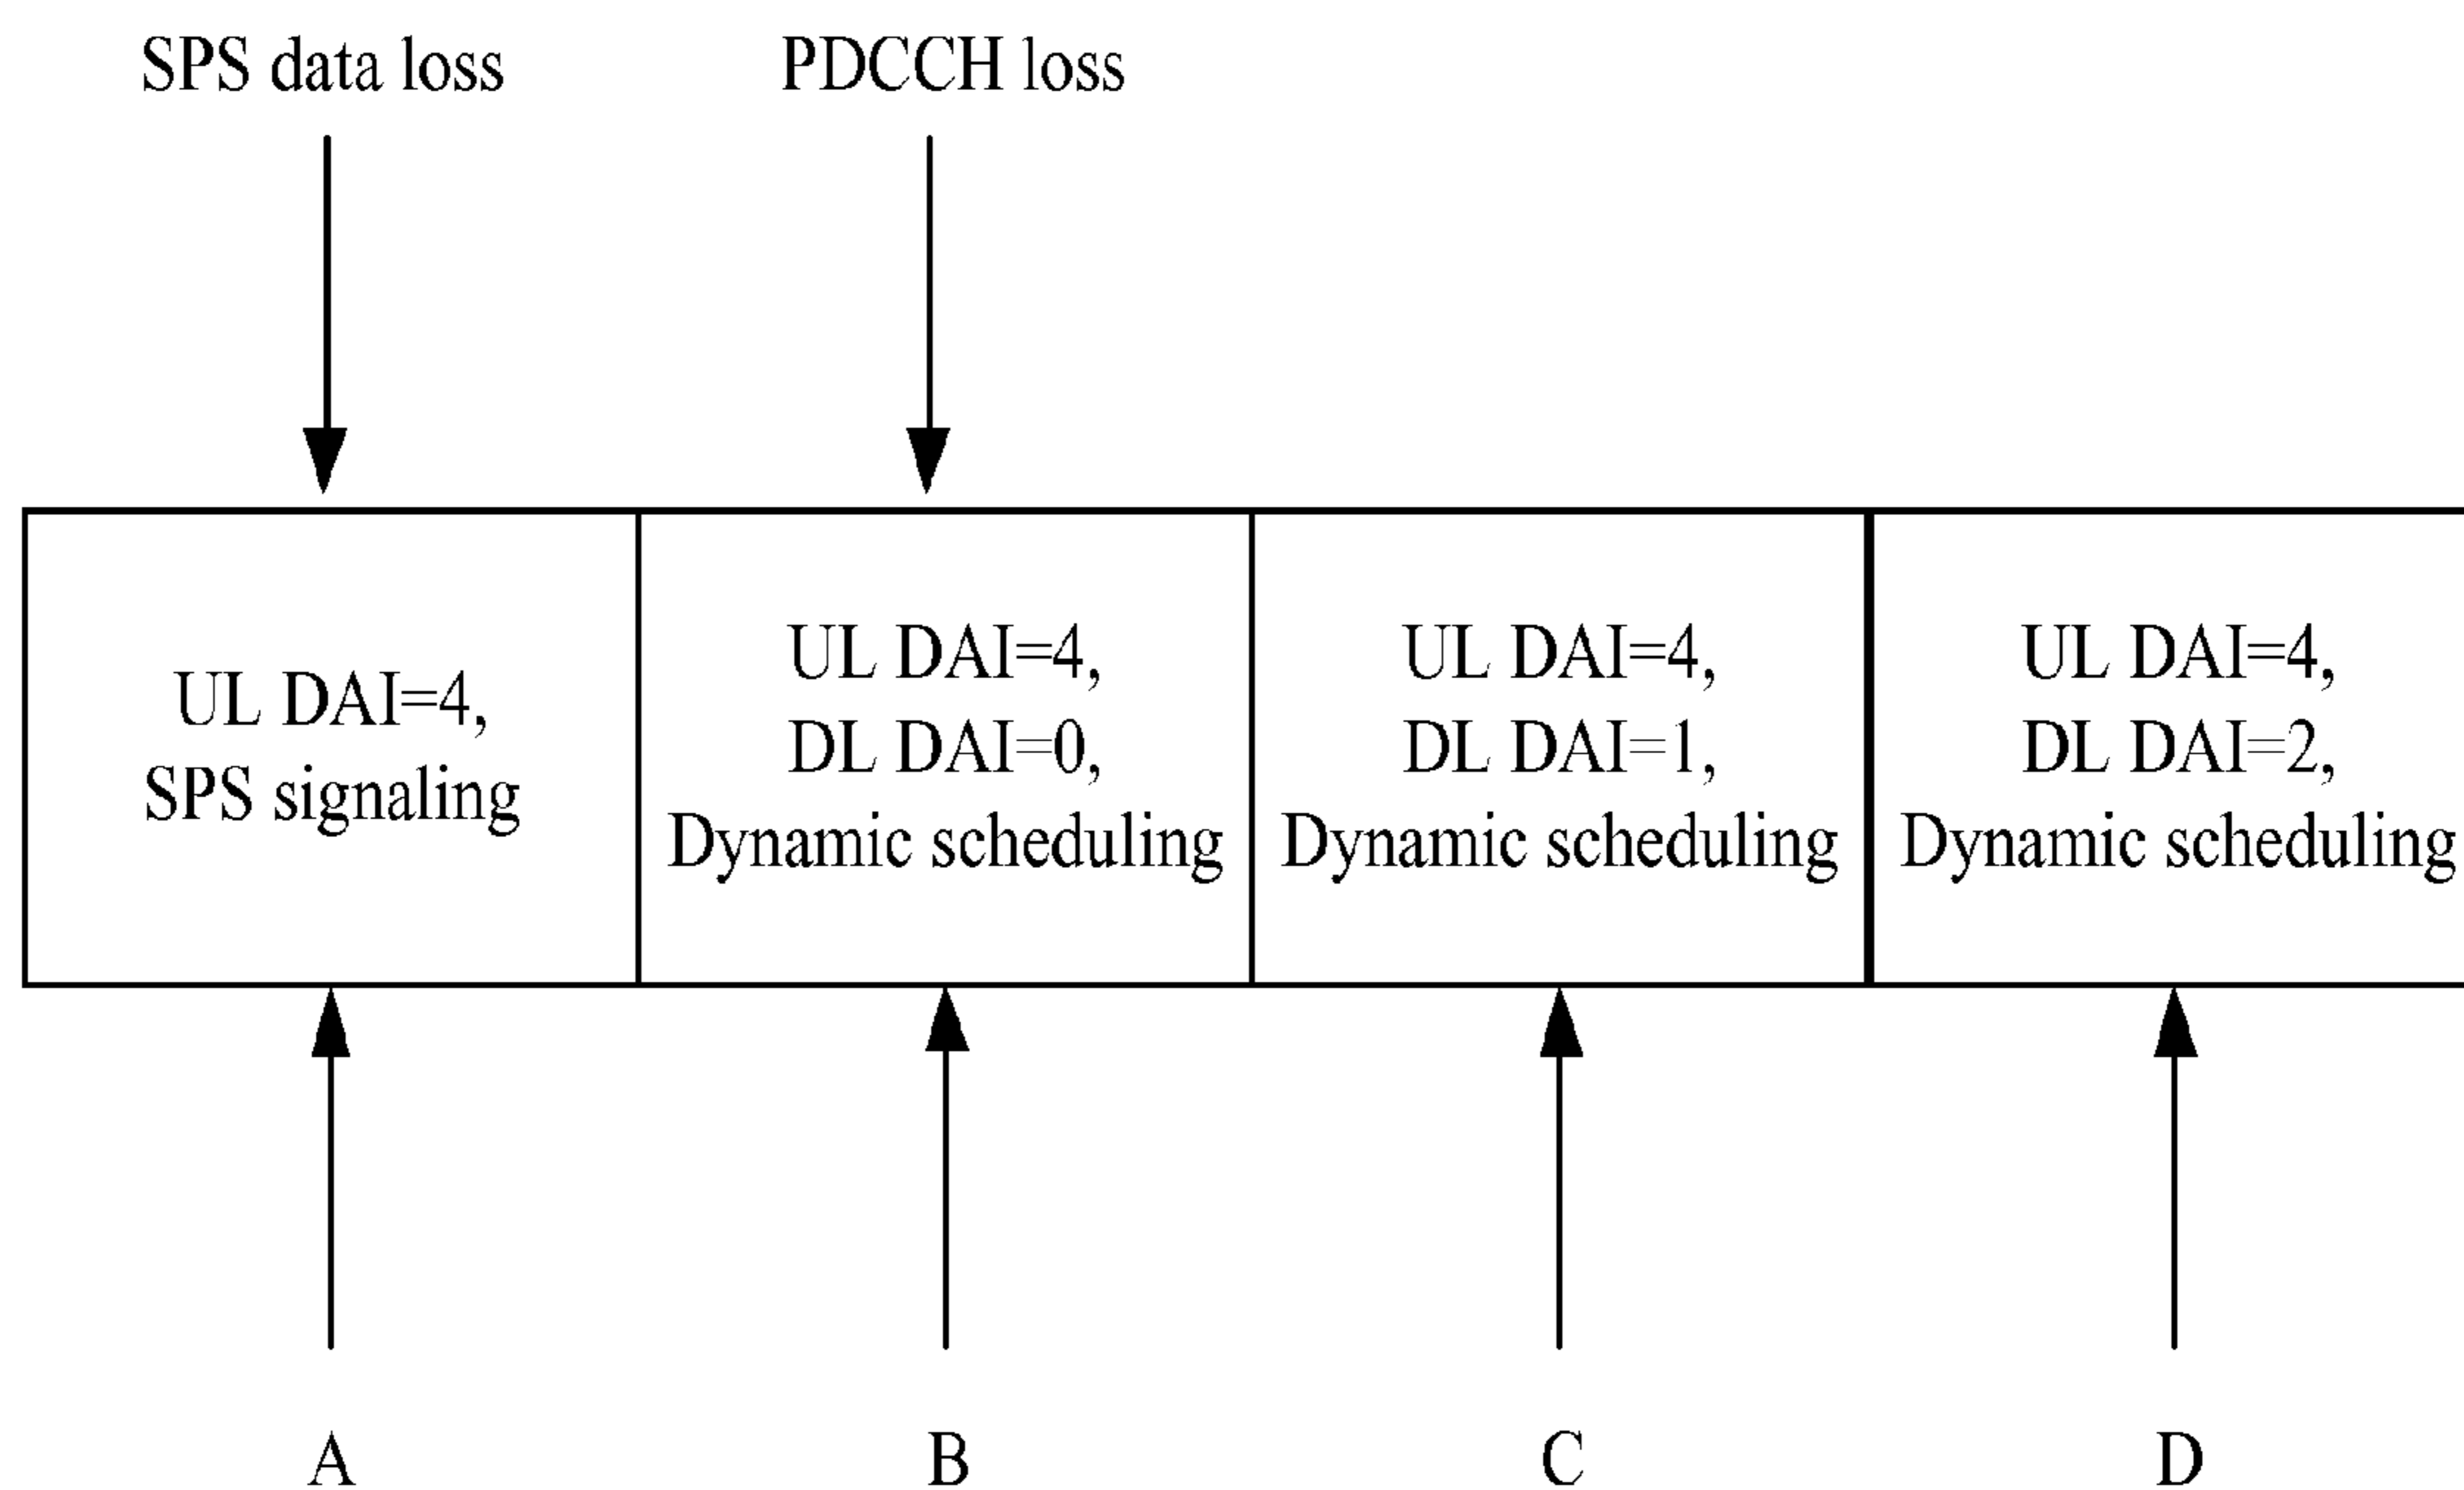 SPS data loss
PDCCH loss
UL DAI=4,
SPS signaling
UL DAI=4,
DL DAI=0,
Dynamic scheduling
UL DAI=4,
DL DAI=1,
Dynamic scheduling
UL DAI=4,
DL DAI=2,
Dynamic scheduling
A
B
C
D